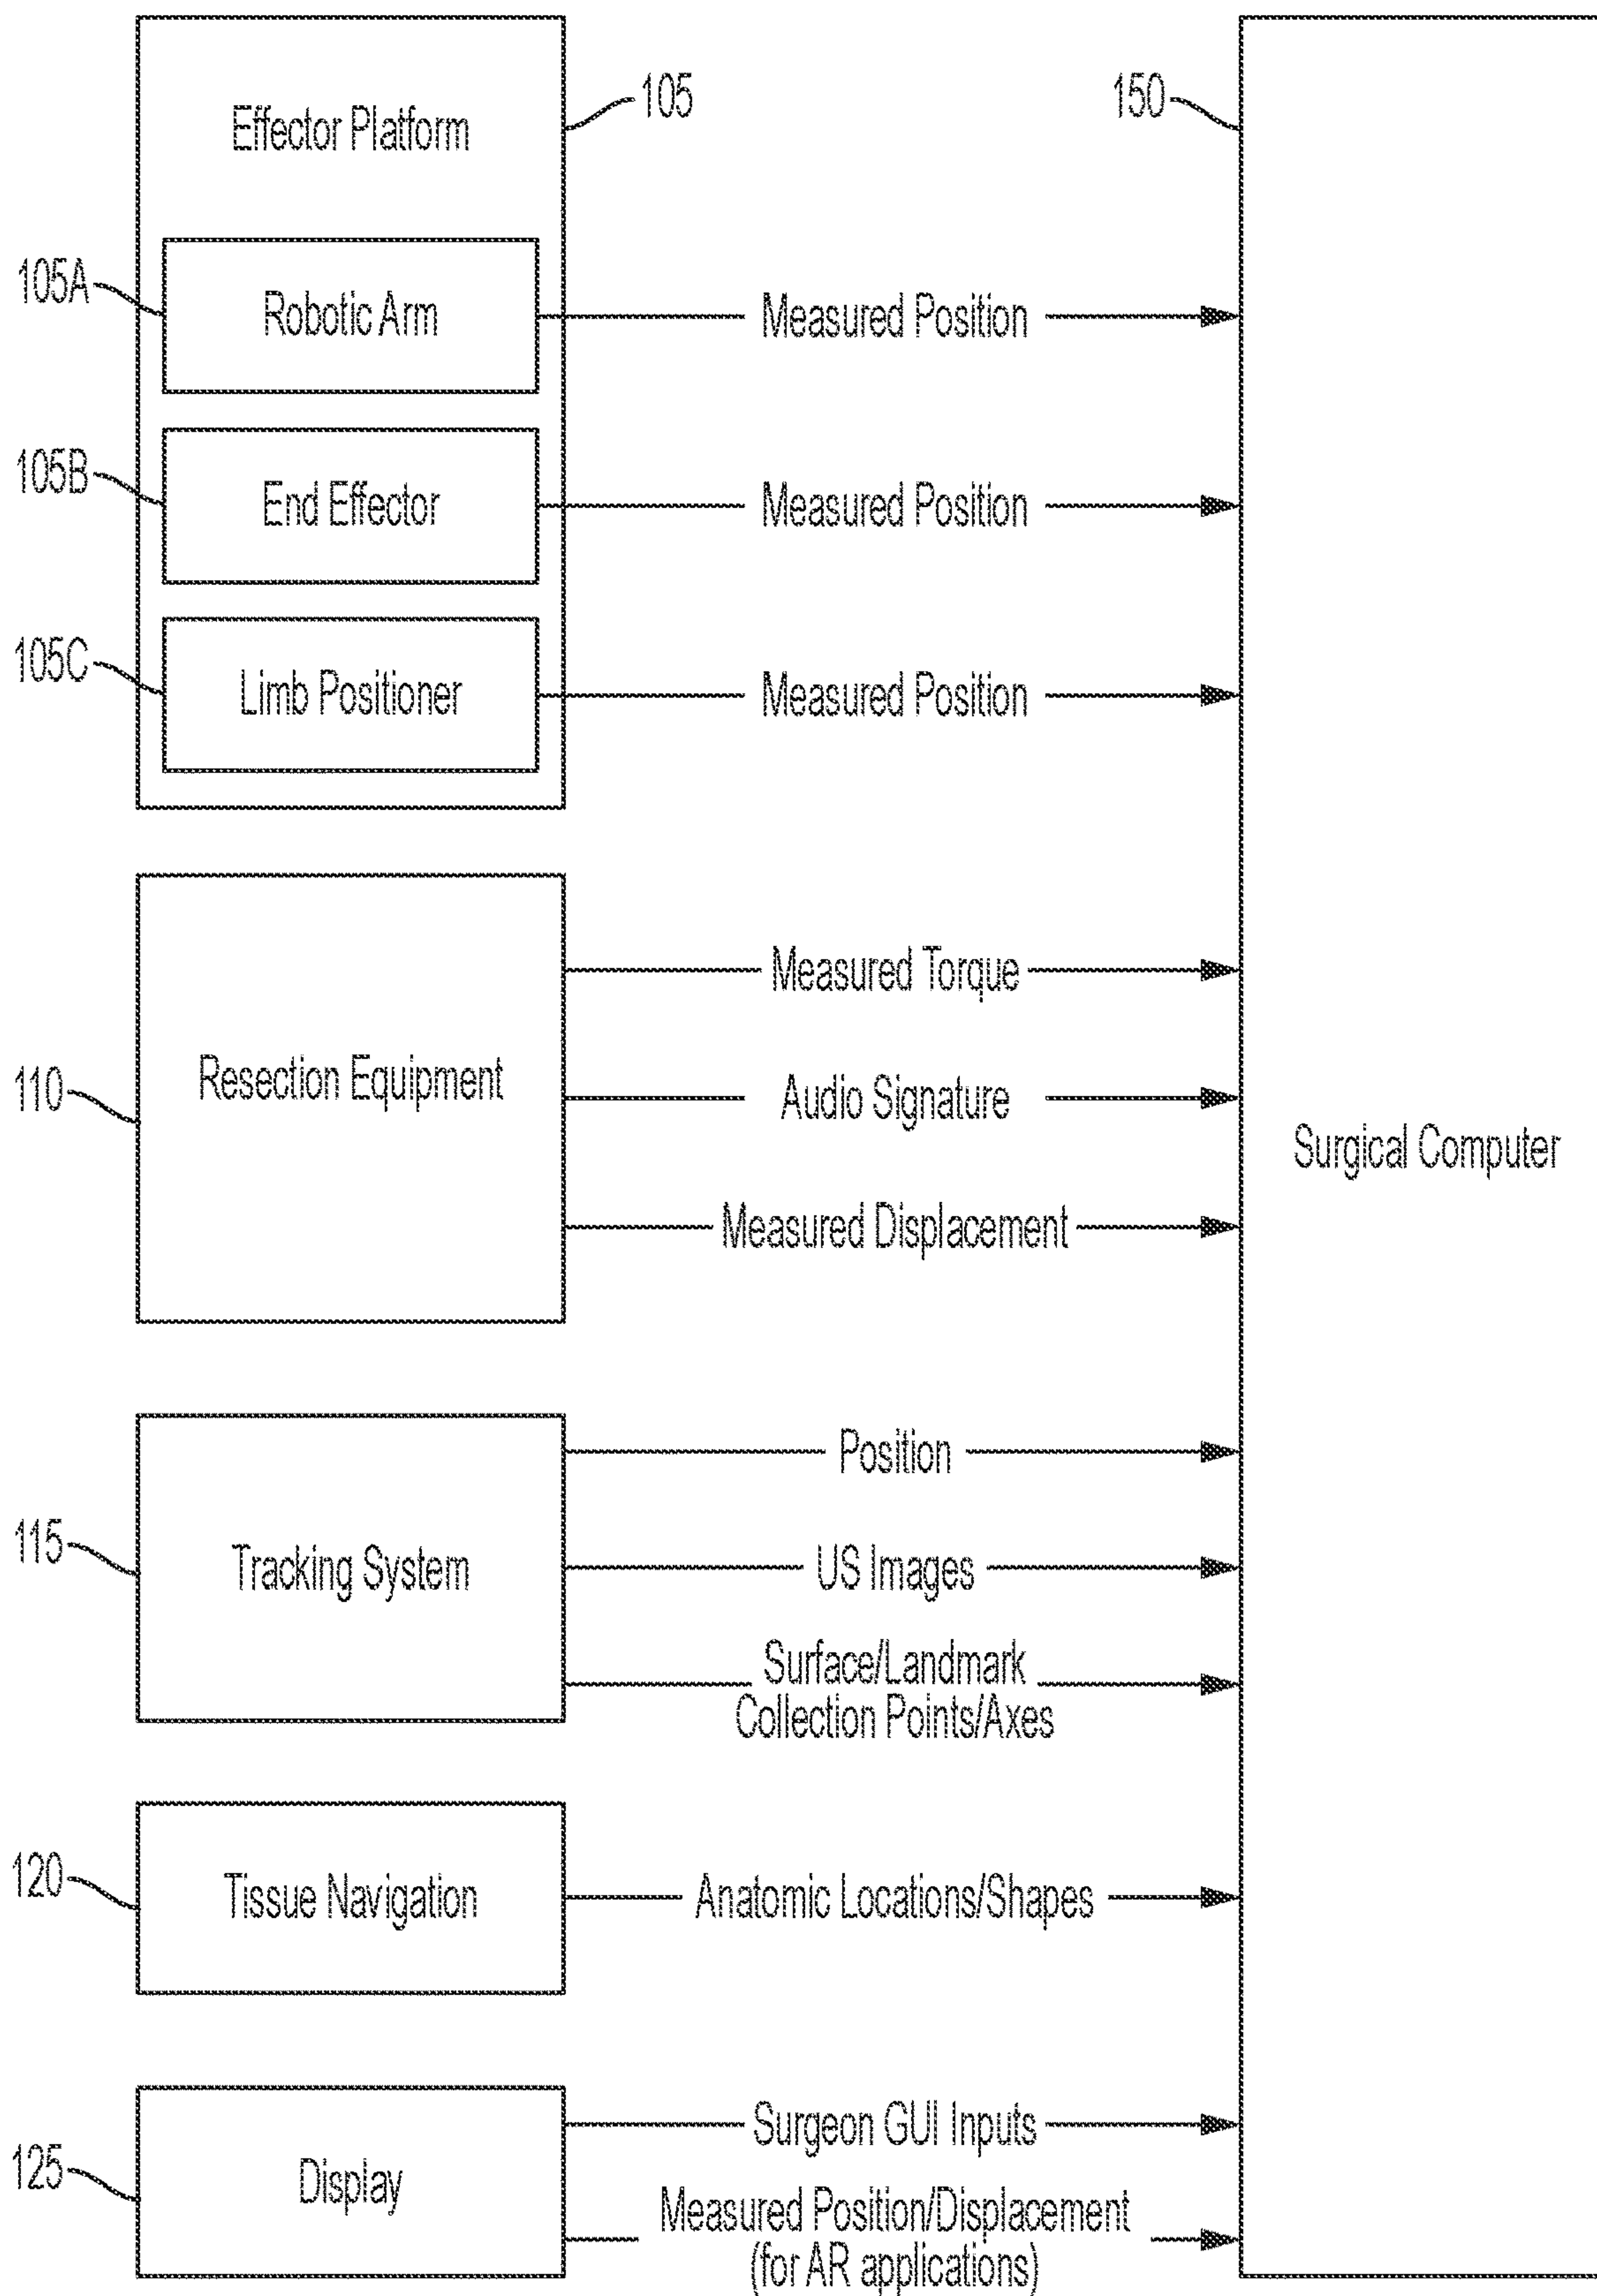 Effector Platform
105
150
105A
Robotic Arm
Measured Position
105B
End Effector
Measured Position
105C
Limb Positioner
Measured Position
110
Resection Equipment
Measured Torque
Audio Signature
Measured Displacement
Surgical Computer
115
Tracking System
Position
US Images
Surface/Landmark
Collection Points/Axes
120
Tissue Navigation
Anatomic Locations/Shapes
125
Display
Surgeon GUI Inputs
Measured Position/Displacement
(for AR applications)